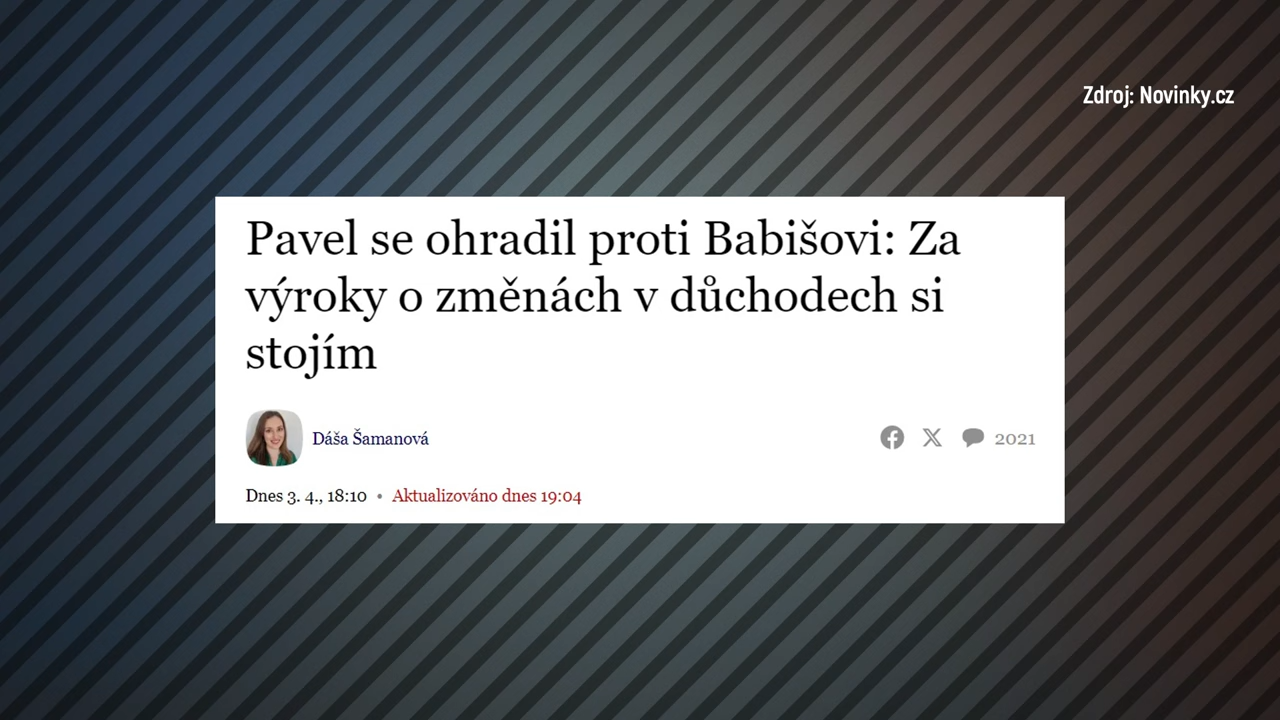 Zdroj: Novinky.cz
Pavel se ohradil proti Babišovi: Za
výroky o změnách v důchodech si
stojím
Dáša Šamanová
2021
Dnes 3. 4., 18:10 • Aktualizováno dnes 19:04